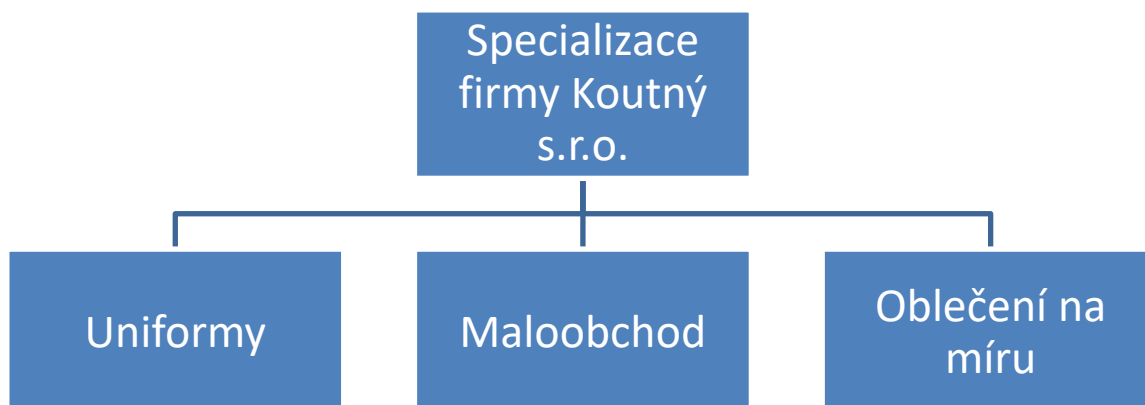 Specializace
firmy Koutný
s.r.o.
Uniformy
Maloobchod
Oblečení na
míru